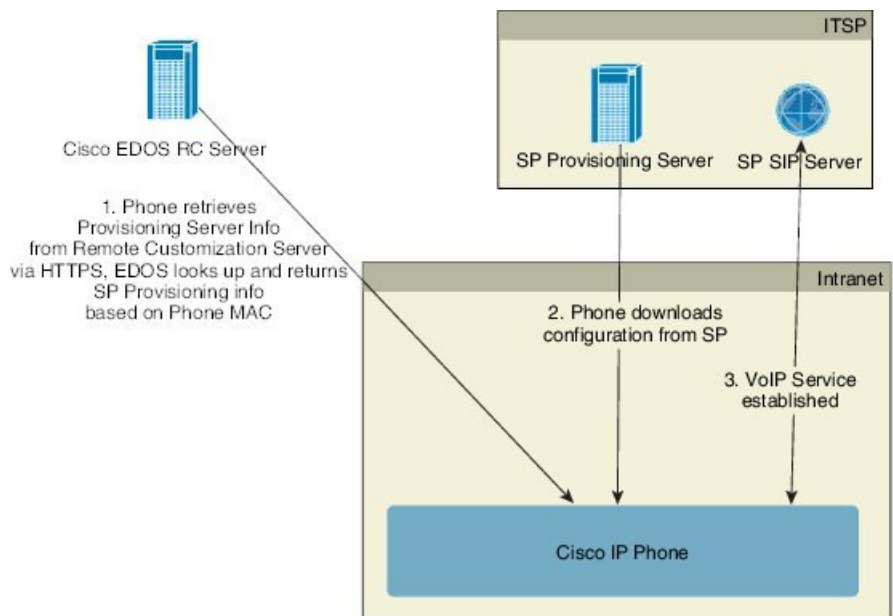 ITSP
Cisco EDOS RC Server
SP Provisioning Server
SP SIP Server
1. Phone retrieves
Provisioning Server Info
from Remote Customization Server
via HTTPS, EDOS looks up and returns
SP Provisioning info
based on Phone MAC
Intranet
2. Phone downloads
configuration from SP
3. VoIP Service
established
Cisco IP Phone